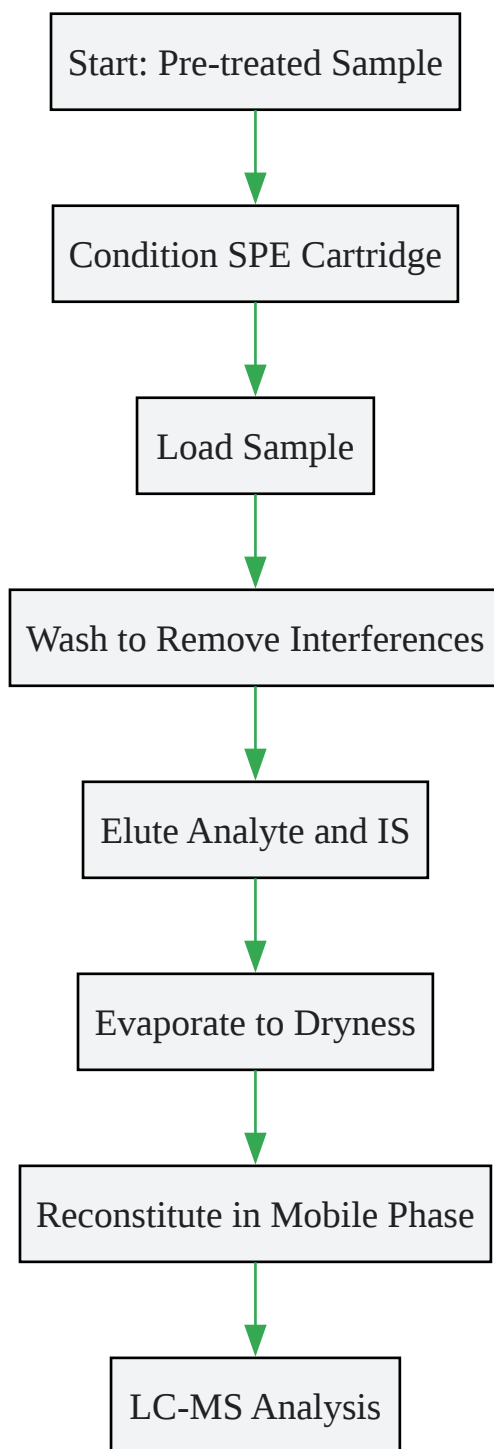 Start: Pre-treated Sample
Condition SPE Cartridge
Load Sample
Wash to Remove Interferences
Elute Analyte and IS
Evaporate to Dryness
Reconstitute in Mobile Phase
LC-MS Analysis